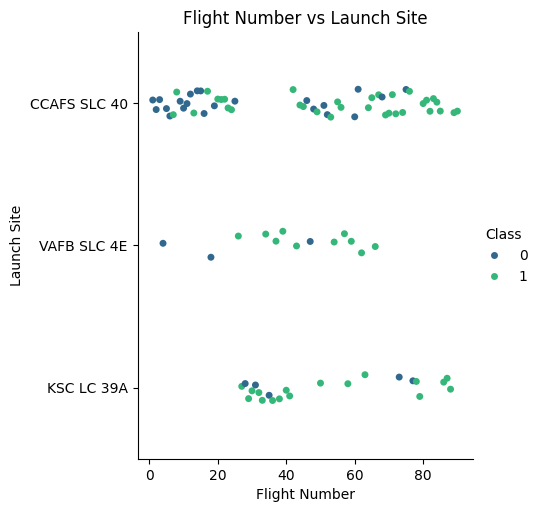 Flight Number vs Launch Site
CCAFS SLC 40
VAFB SLC 4E
KSC LC 39A
Launch Site
0
20
40
60
80
Flight Number
Class
0
1